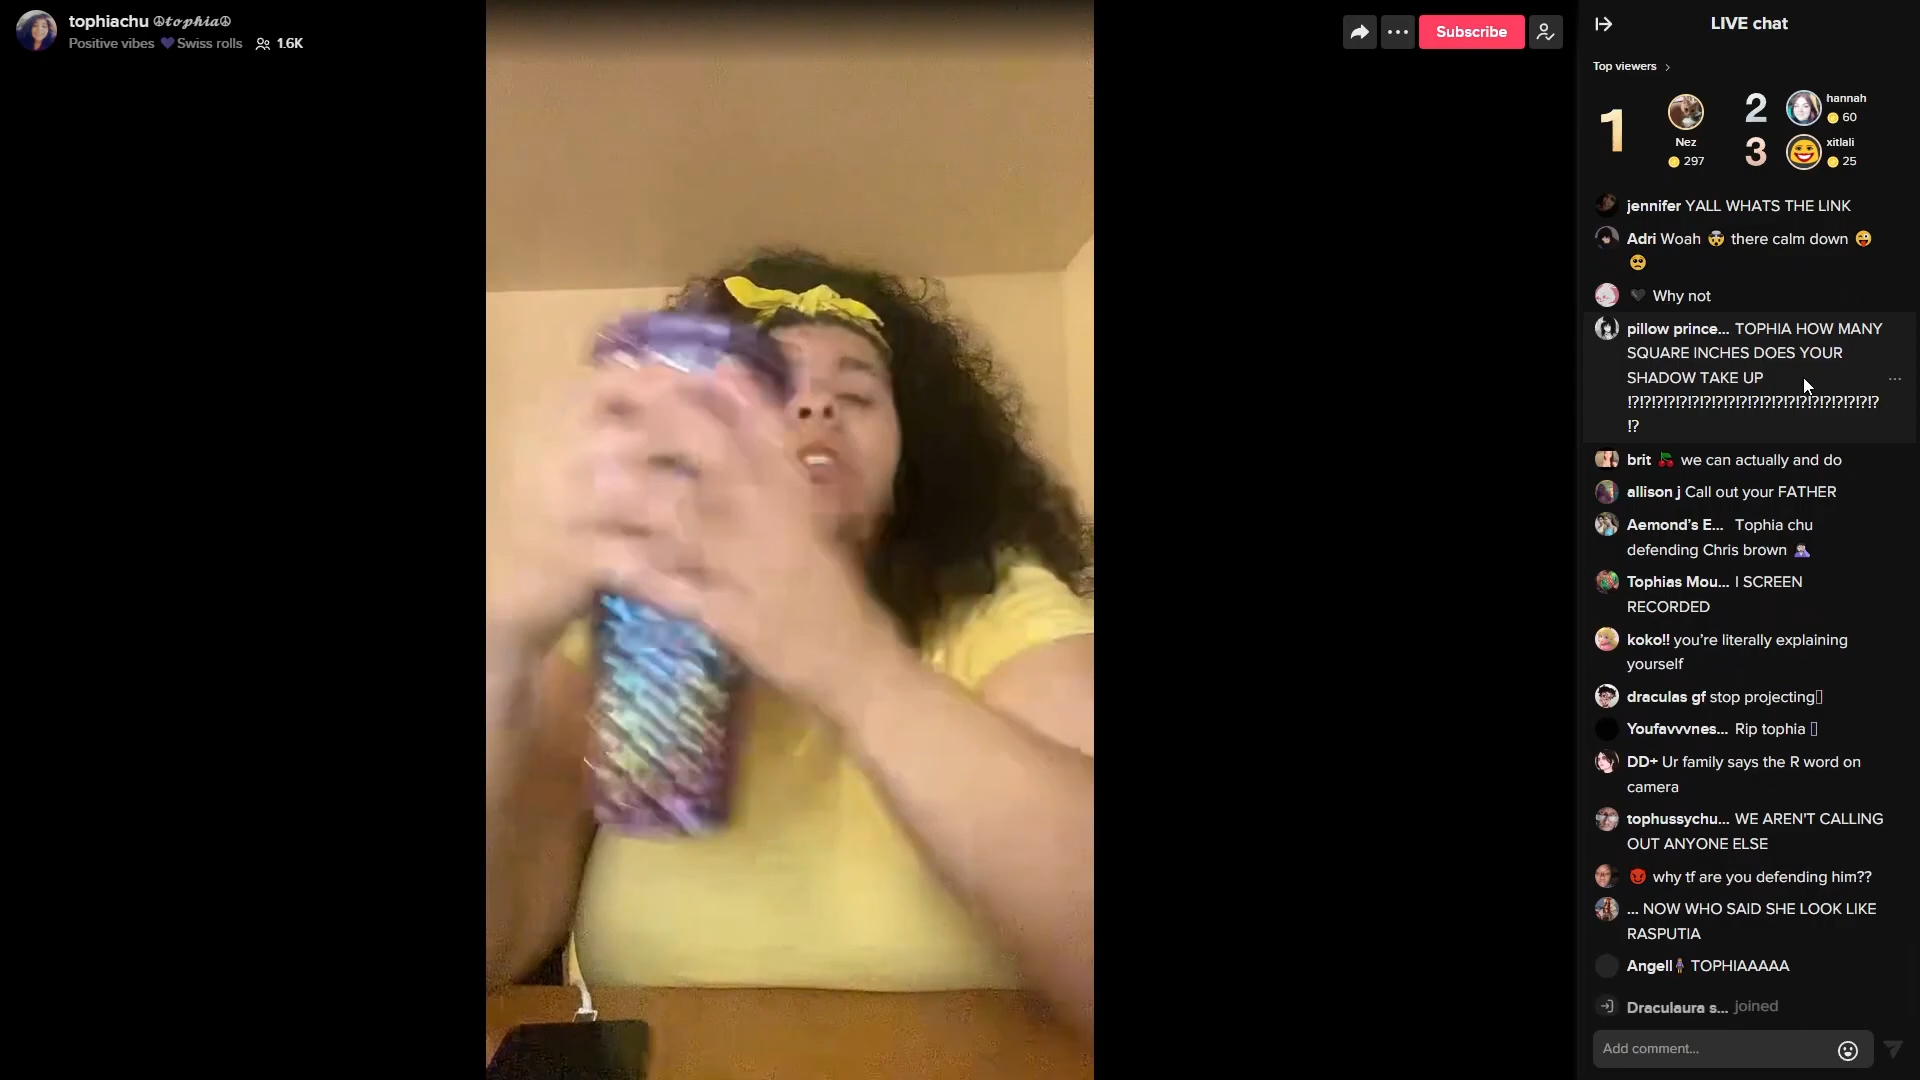 tophiachu ☮𝓽𝓸𝓹𝓱𝓲𝓪☮
Positive vibes 💜 Swiss rolls 1.6K
Subscribe
LIVE chat
Top viewers >
1
Nez
297
2
hannah
60
3
xitlali
25
jennifer YALL WHATS THE LINK
Adri Woah 🤯 there calm down 😜
🥺
🖤 Why not
pillow prince... TOPHIA HOW MANY
SQUARE INCHES DOES YOUR
SHADOW TAKE UP
⁉⁉⁉⁉⁉⁉⁉⁉⁉⁉⁉⁉⁉⁉⁉⁉⁉⁉⁉⁉⁉
⁉
brit 🍒 we can actually and do
allison j Call out your FATHER
Aemond’s E... Tophia chu
defending Chris brown 🤦🏻‍♀️
Tophias Mou... I SCREEN
RECORDED
koko!! you’re literally explaining
yourself
draculas gf stop projecting
Youfavvvnes... Rip tophia
DD+ Ur family says the R word on
camera
tophussychu... WE AREN'T CALLING
OUT ANYONE ELSE
😈 why tf are you defending him??
... NOW WHO SAID SHE LOOK LIKE
RASPUTIA
Angell🧍🏽‍♀️ TOPHIAAAAA
Draculaura s... joined
Add comment...